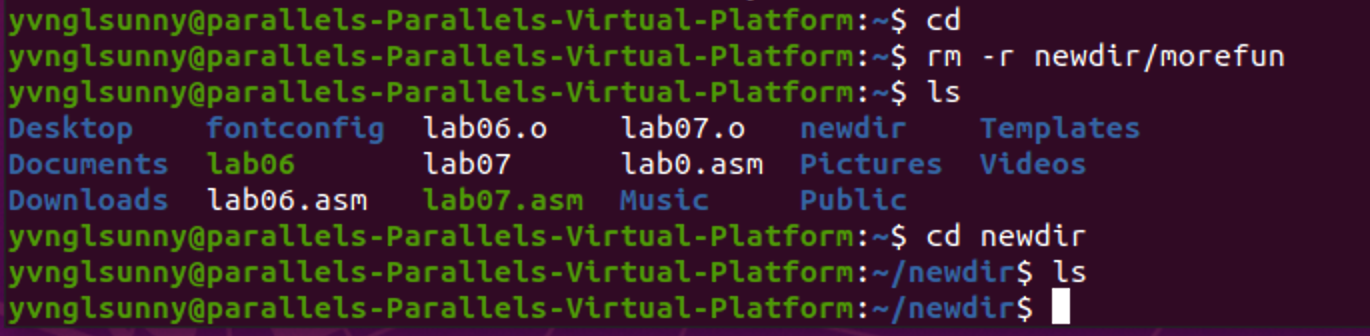 yvnglsunny@parallels-Parallels-Virtual-Platform:~$ cd
yvnglsunny@parallels-Parallels-Virtual-Platform:~$ rm -r newdir/morefun
yvnglsunny@parallels-Parallels-Virtual-Platform:~$ ls
Desktop    fontconfig  lab06.o    lab07.o   newdir    Templates
Documents  lab06       lab07      lab0.asm  Pictures  Videos
Downloads  lab06.asm   lab07.asm  Music     Public
yvnglsunny@parallels-Parallels-Virtual-Platform:~$ cd newdir
yvnglsunny@parallels-Parallels-Virtual-Platform:~/newdir$ ls
yvnglsunny@parallels-Parallels-Virtual-Platform:~/newdir$